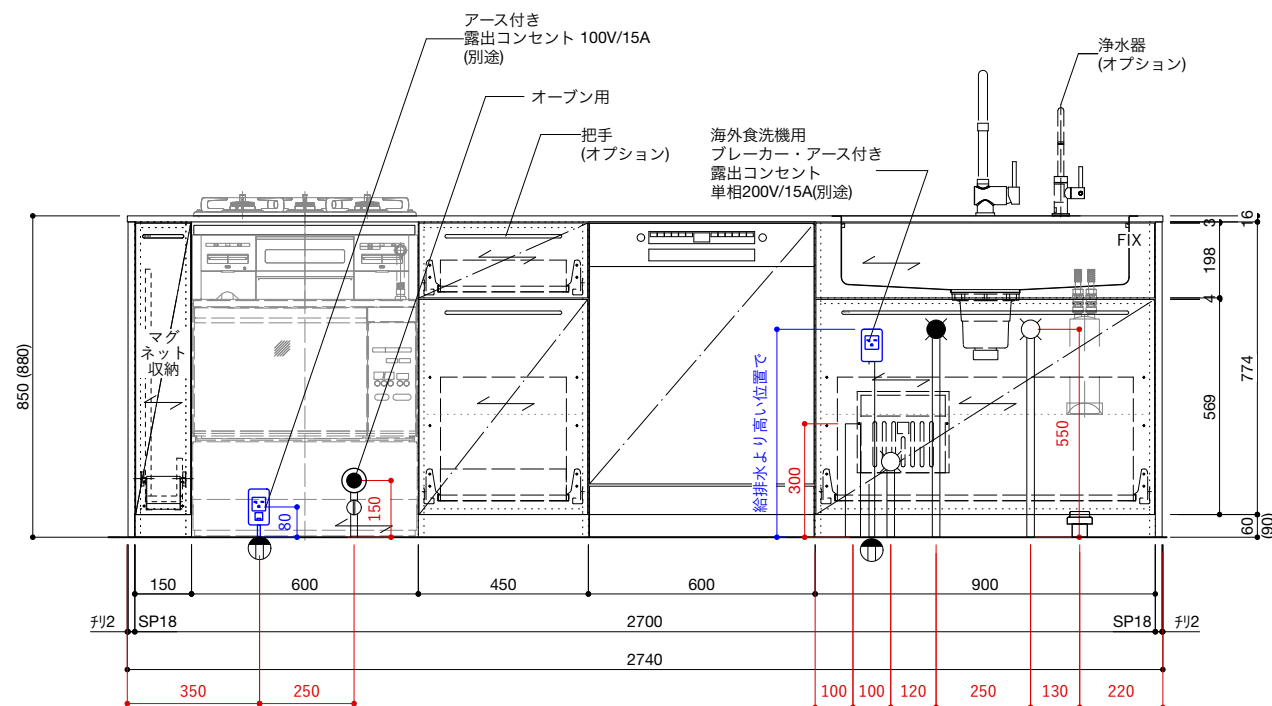 アース付き
露出コンセント 100V/15A
(別途)
オーブン用
把手
(オプション)
海外食洗機用
ブレーカー・アース付き
露出コンセント
単相200V/15A(別途)
浄水器
(オプション)
FIX
マグ
ネット
収納
給排水より高い位置で
850 (880)
16
3
198
4
774
569
60
(90)
80
150
300
550
150
600
450
600
900
チリ2
SP18
2700
SP18
チリ2
2740
350
250
100
100
120
250
130
220